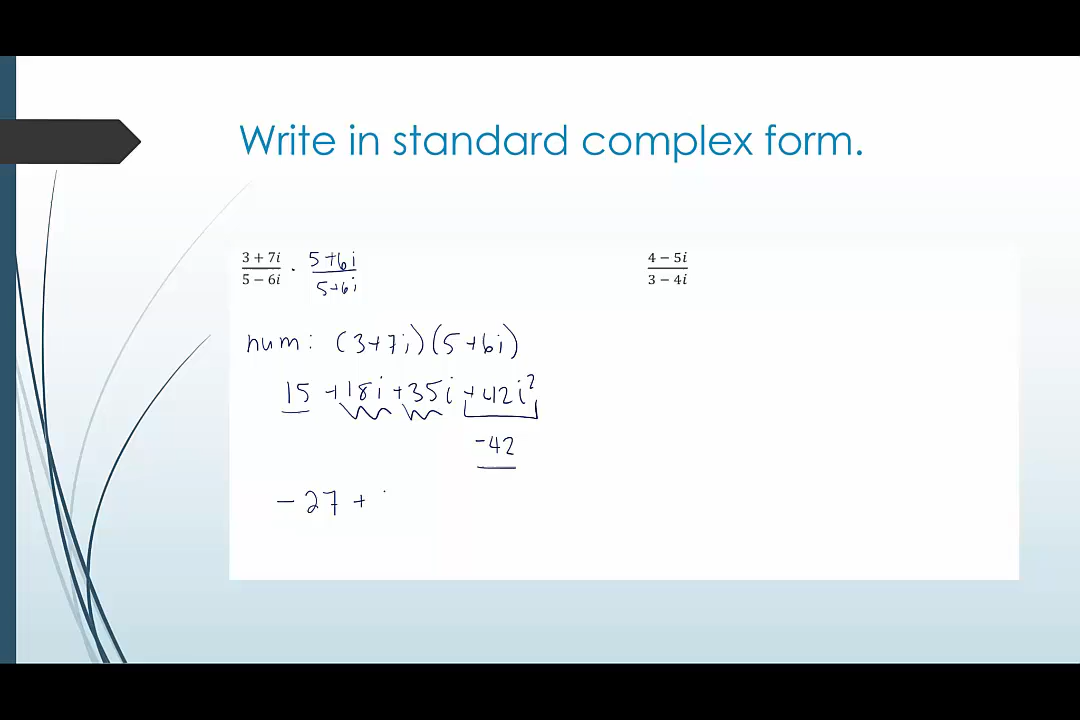 Write in standard complex form.
3 + 7i / 5 − 6i · 5+6i / 5+6i
4 − 5i / 3 − 4i
num: (3+7i)(5+6i)
15 +18i +35i +42i²
-42
-27 +